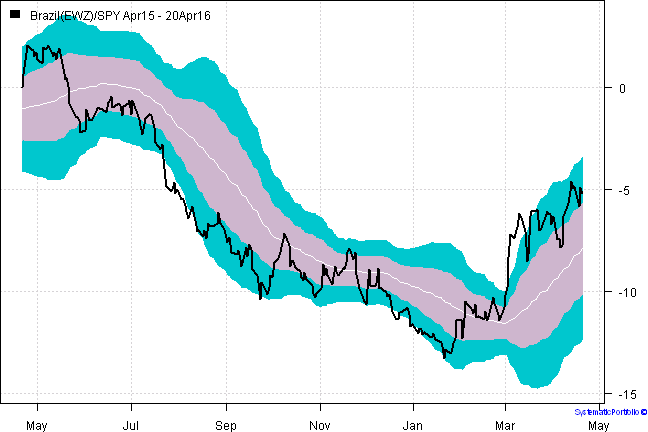 Brazil(EWZ)/SPY Apr15 - 20Apr16
0
-5
-10
-15
SystematicPortfolio ©
May Jul Sep Nov Jan Mar May